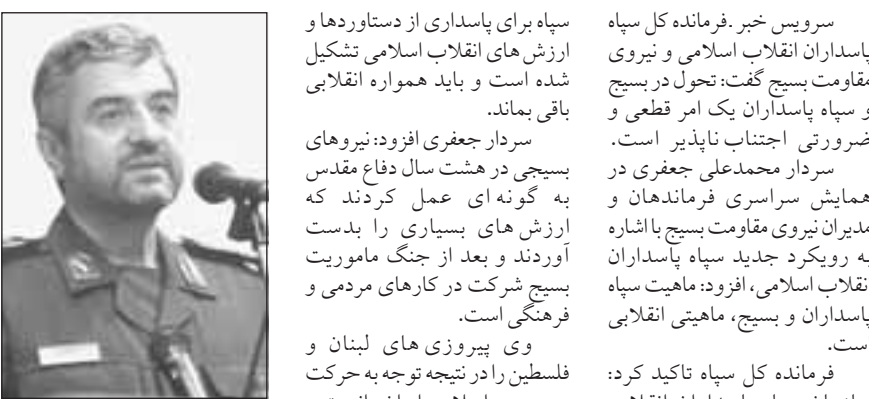 سرویس خبر .فرمانده کل سپاه
پاسداران انقلاب اسلامی و نیروی
مقاومت بسیج گفت: تحول در بسیج
و سپاه پاسداران یک امر قطعی و
ضرورتی اجتناب ناپذیر است.
سردار محمدعلی جعفری در
همایش سراسری فرماندهان و
مدیران نیروی مقاومت بسیج با اشاره
به رویکرد جدید سپاه پاسداران
انقلاب اسلامی، افزود: ماهیت سپاه
پاسداران و بسیج، ماهیتی انقلابی
است.
فرمانده کل سپاه تاکید کرد:
سپاه برای پاسداری از دستاوردها و
ارزش های انقلاب اسلامی تشکیل
شده است و باید همواره انقلابی
باقی بماند.
سردار جعفری افزود: نیروهای
بسیجی در هشت سال دفاع مقدس
به گونه ای عمل کردند که
ارزش های بسیاری را بدست
آوردند و بعد از جنگ ماموریت
بسیج شرکت در کارهای مردمی و
فرهنگی است.
وی پیروزی های لبنان و
فلسطین را در نتیجه توجه به حرکت